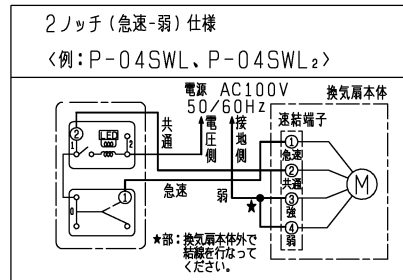 2ノッチ(急速-弱)仕様
〈例:P-04SWL、P-04SWL₂〉
電源 AC100V
50/60Hz
換気扇本体
共通
電圧側
接地側
速結端子
② LED
1 2
① 急速
② 共通
③ 強
④ 弱
M
急速
弱
0 ①
★
★部:換気扇本体外で
結線を行なって
ください。